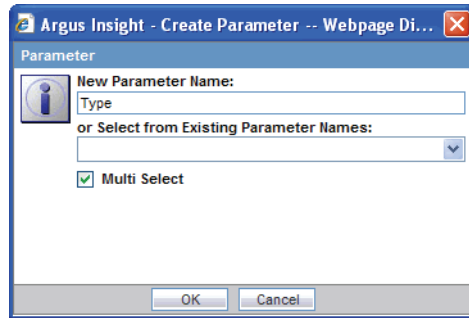 Argus Insight - Create Parameter -- Webpage Di...
Parameter
New Parameter Name:
Type
or Select from Existing Parameter Names:
Multi Select
OK Cancel